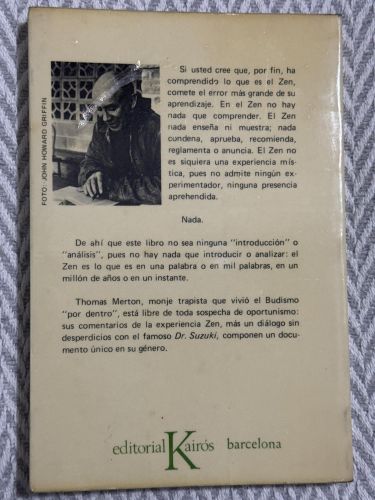 FOTO: JOHN HOWARD GRIFFIN
Si usted cree que, por fin, ha
comprendido lo que es el Zen,
comete el error más grande de su
aprendizaje. En el Zen no hay
nada que comprender. El Zen
nada enseña ni muestra; nada
cundena, aprueba, recomienda,
reglamenta o anuncia. El Zen no
es siquiera una experiencia mís-
tica, pues no admite ningún ex-
perimentador, ninguna presencia
aprehendida.
Nada.
De ahí que este libro no sea ninguna "introducción" o
"análisis", pues no hay nada que introducir o analizar: el
Zen es lo que es en una palabra o en mil palabras, en un
millón de años o en un instante.
Thomas Merton, monje trapista que vivió el Budismo
"por dentro", está libre de toda sospecha de oportunismo:
sus comentarios de la experiencia Zen, más un diálogo sin
desperdicios con el famoso Dr. Suzuki, componen un docu-
mento único en su género.
editorial Kairós barcelona